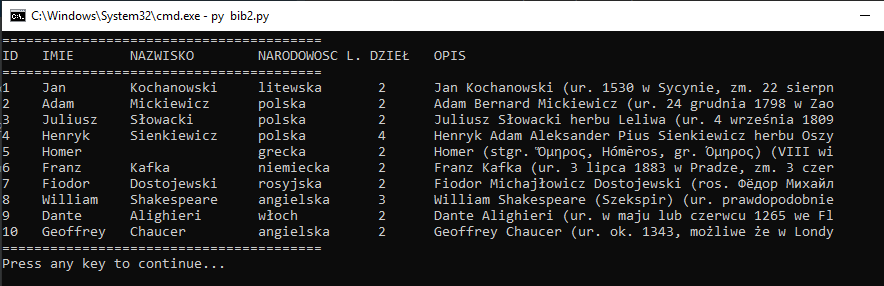 C:\Windows\System32\cmd.exe - py bib2.py
========================================
ID IMIE NAZWISKO NARODOWOSC L. DZIEŁ OPIS
========================================
1 Jan Kochanowski litewska 2 Jan Kochanowski (ur. 1530 w Sycynie, zm. 22 sierpn
2 Adam Mickiewicz polska 2 Adam Bernard Mickiewicz (ur. 24 grudnia 1798 w Zao
3 Juliusz Słowacki polska 2 Juliusz Słowacki herbu Leliwa (ur. 4 września 1809
4 Henryk Sienkiewicz polska 4 Henryk Adam Aleksander Pius Sienkiewicz herbu Oszy
5 Homer grecka 2 Homer (stgr. Ὅμηρος, Hómēros, gr. Όμηρος) (VIII wi
6 Franz Kafka niemiecka 2 Franz Kafka (ur. 3 lipca 1883 w Pradze, zm. 3 czer
7 Fiodor Dostojewski rosyjska 2 Fiodor Michajłowicz Dostojewski (ros. Фёдор Михайл
8 William Shakespeare angielska 3 William Shakespeare (Szekspir) (ur. prawdopodobnie
9 Dante Alighieri włoch 2 Dante Alighieri (ur. w maju lub czerwcu 1265 we Fl
10 Geoffrey Chaucer angielska 2 Geoffrey Chaucer (ur. ok. 1343, możliwe że w Londy
========================================
Press any key to continue...